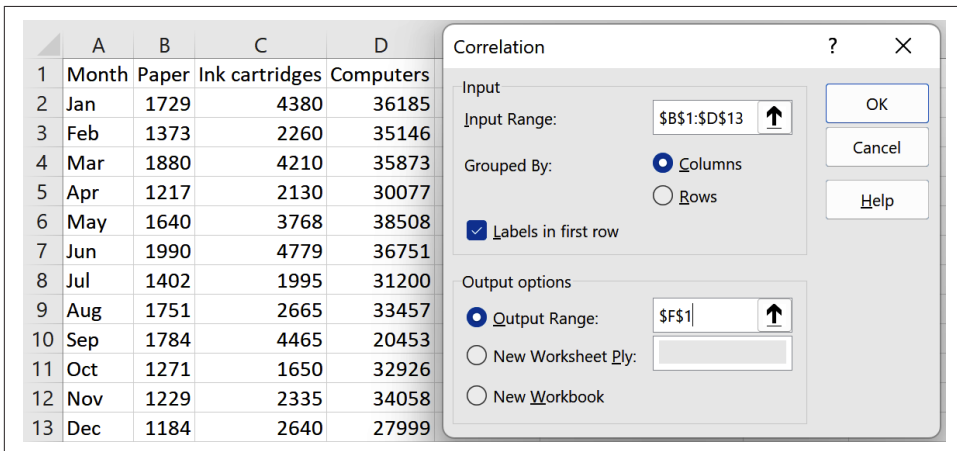 A B C D
1 Month Paper Ink cartridges Computers
2 Jan 1729 4380 36185
3 Feb 1373 2260 35146
4 Mar 1880 4210 35873
5 Apr 1217 2130 30077
6 May 1640 3768 38508
7 Jun 1990 4779 36751
8 Jul 1402 1995 31200
9 Aug 1751 2665 33457
10 Sep 1784 4465 20453
11 Oct 1271 1650 32926
12 Nov 1229 2335 34058
13 Dec 1184 2640 27999
Correlation ?
Input
Input Range: $B$1:$D$13
Grouped By: Columns
Rows
Labels in first row
Output options
Output Range: $F$1
New Worksheet Ply:
New Workbook
OK
Cancel
Help